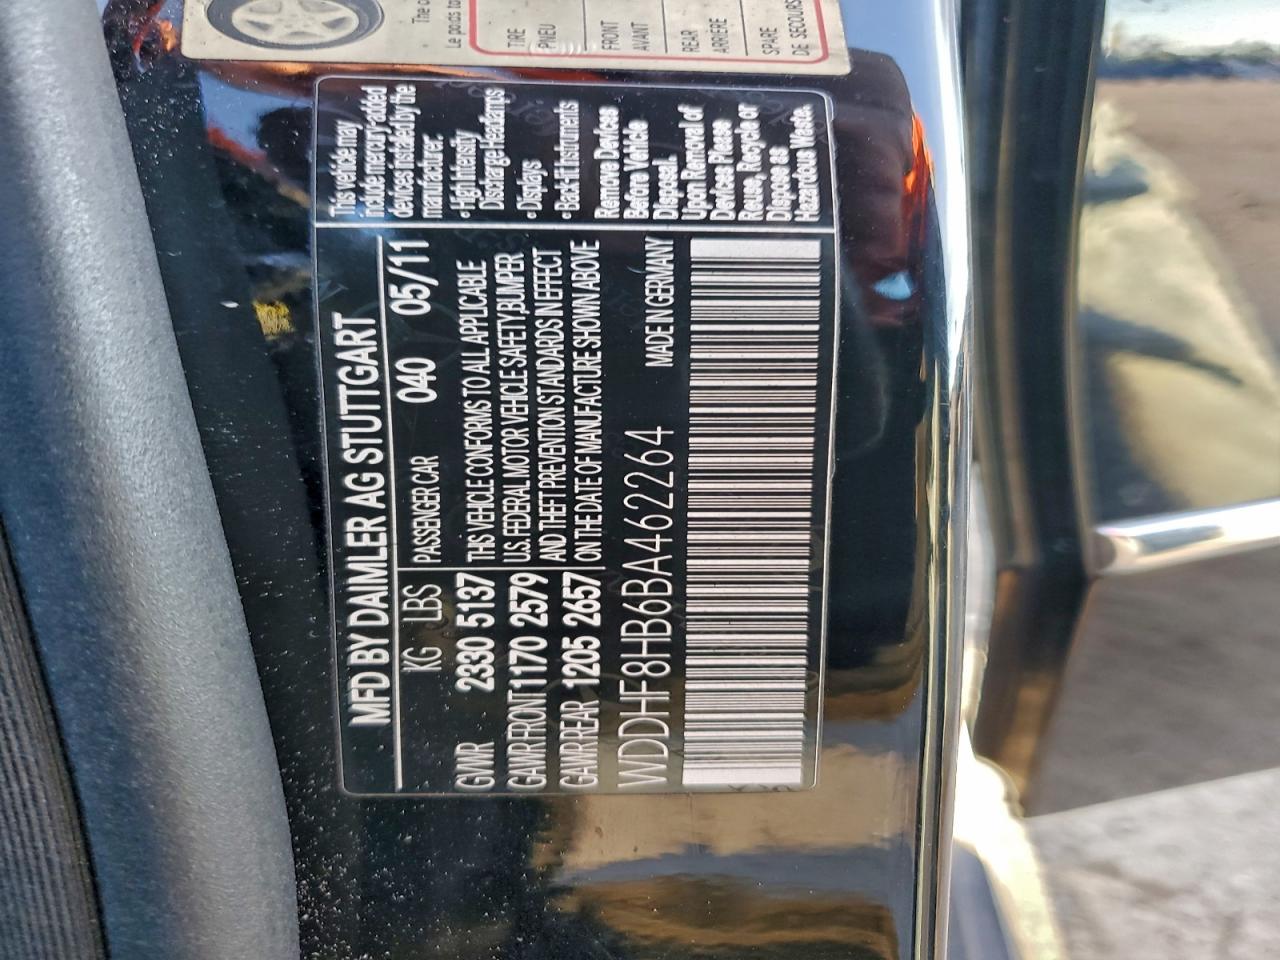 MFD BY DAIMLER AG STUTTGART
KG LBS PASSENGER CAR 040 05/11
GVWR 2330 5137
GAWR FRONT 1170 2579
GAWR REAR 1205 2657
THIS VEHICLE CONFORMS TO ALL APPLICABLE
U.S. FEDERAL MOTOR VEHICLE SAFETY,BUMPER
AND THEFT PREVENTION STANDARDS IN EFFECT
ON THE DATE OF MANUFACTURE SHOWN ABOVE
WDDHF8HB6BA462264 MADE IN GERMANY
This vehicle may
include mercury-added
devices installed by the
manufacturer:
• High Intensity
Discharge Headlamps
• Displays
• Backlit Instruments
Remove Devices
Before Vehicle
Disposal.
Upon Removal of
Devices Please
Reuse, Recycle or
Dispose as
Hazardous Waste.
Le poids
TIRE
PNEU
FRONT
AVANT
REAR
ARRIÈRE
SPARE
DE SECOURS